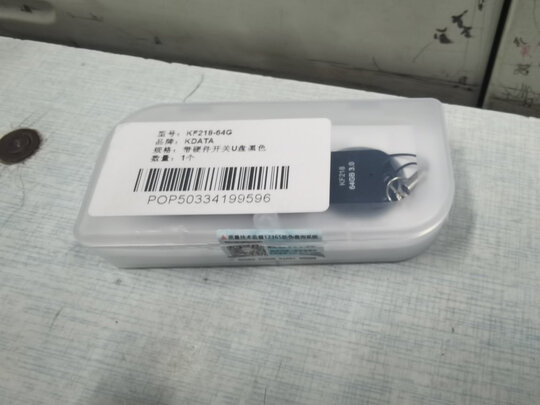 型号: KF218-64G
品牌: KDATA
规格: 带硬件开关U盘黑色
数量: 1个
POP50334199596
KF218
64GB 3.0